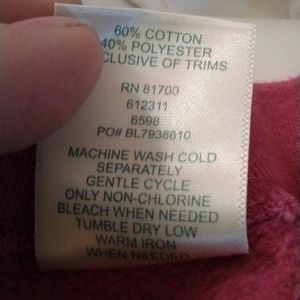 60% COTTON
40% POLYESTER
EXCLUSIVE OF TRIMS
RN 81700
612311
6598
PO# BL7938610
MACHINE WASH COLD
SEPARATELY
GENTLE CYCLE
ONLY NON-CHLORINE
BLEACH WHEN NEEDED
TUMBLE DRY LOW
WARM IRON
WHEN NEEDED